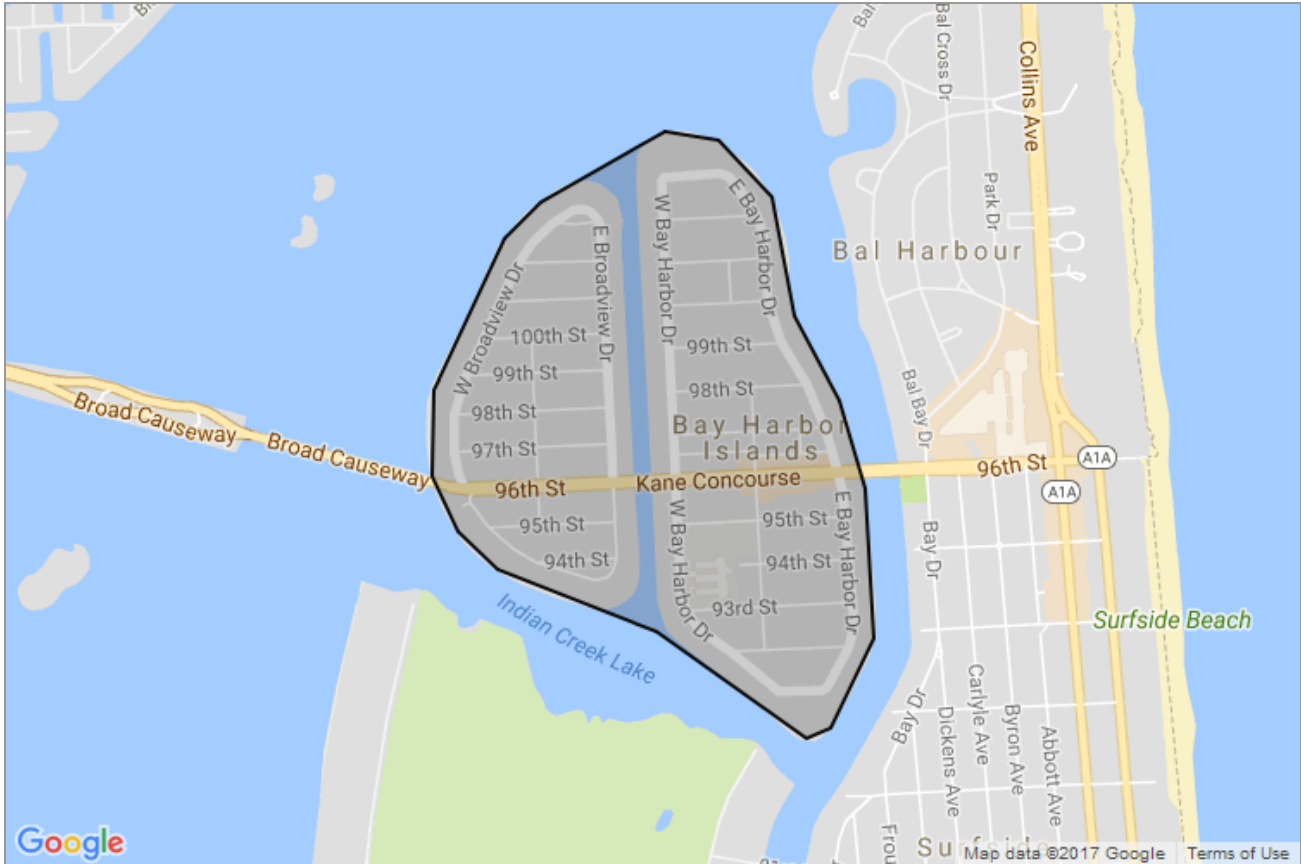 Bal Cross Dr
Collins Ave
Park Dr
E Bay Harbor Dr
W Bay Harbor Dr
E Broadview Dr
W Broadview Dr
Bal Harbour
100th St
99th St
99th St
98th St
98th St
97th St
Bal Bay Dr
Bay Harbor
Islands
Broad Causeway
Broad Causeway
96th St
Kane Concourse
96th St
A1A
A1A
95th St
95th St
94th St
94th St
93rd St
W Bay Harbor Dr
E Bay Harbor Dr
Bay Dr
Indian Creek Lake
Surfside Beach
Bay Dr
Dickens Ave
Carlyle Ave
Byron Ave
Abbott Ave
Google
Map data ©2017 Google
Terms of Use